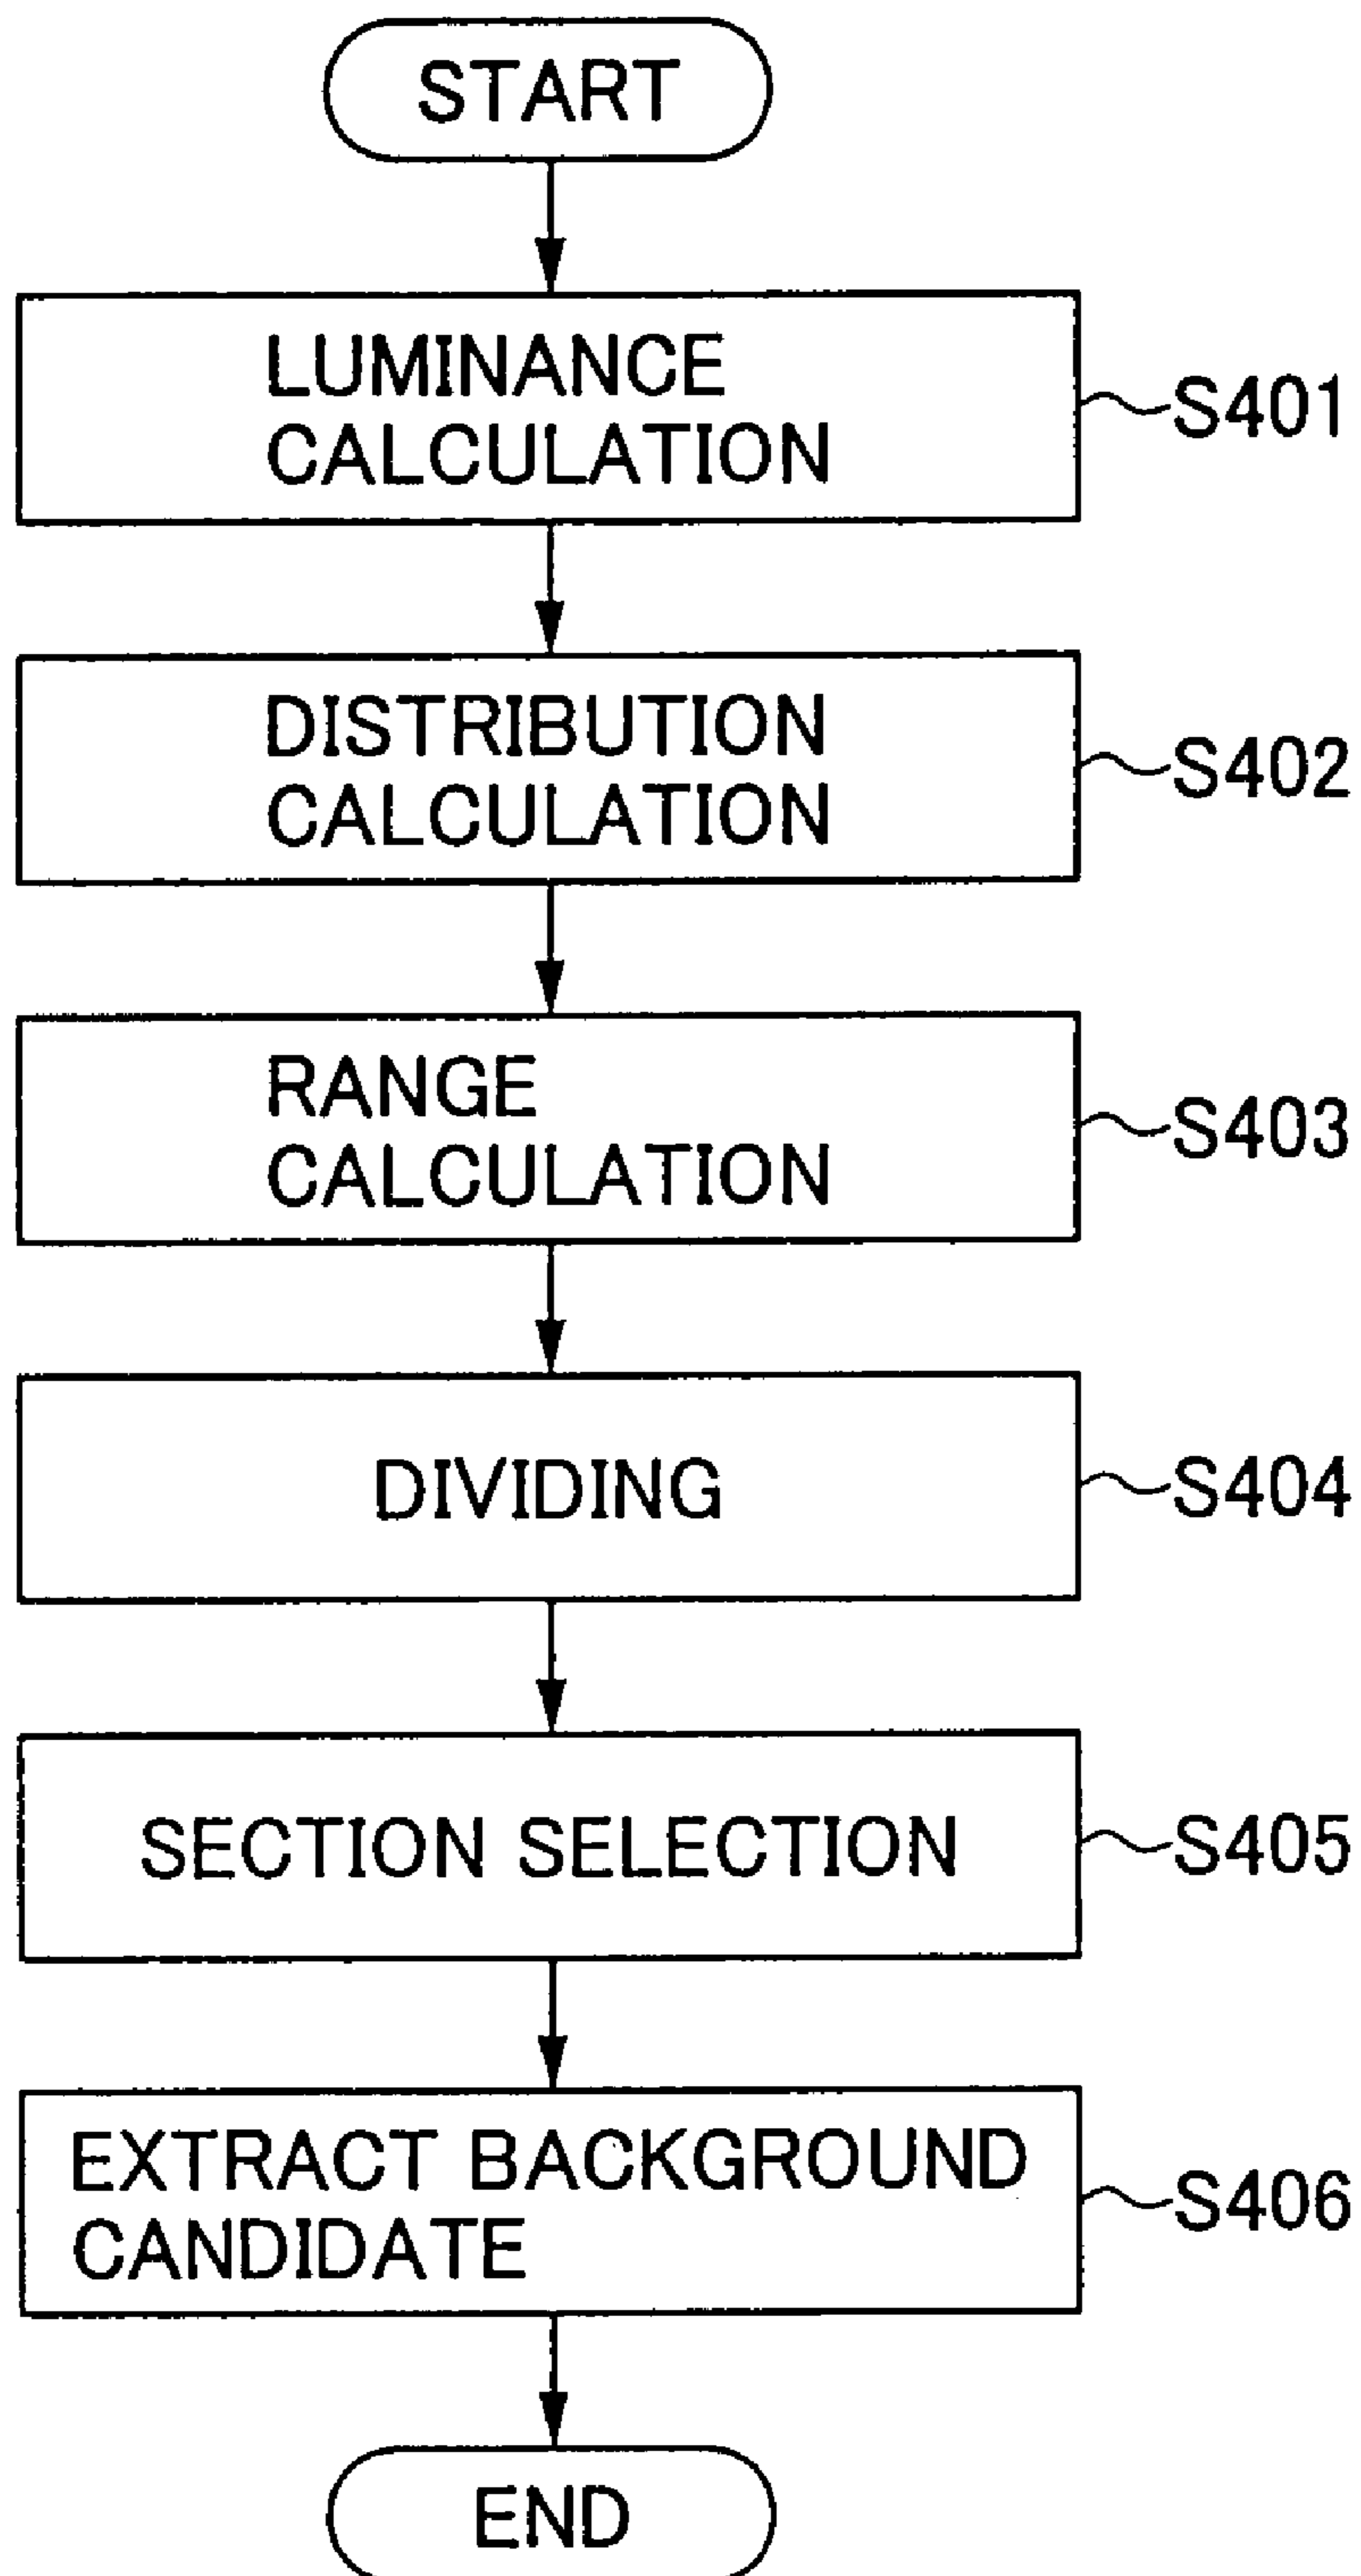 START
LUMINANCE
CALCULATION
S401
DISTRIBUTION
CALCULATION
S402
RANGE
CALCULATION
S403
DIVIDING
S404
SECTION SELECTION
S405
EXTRACT BACKGROUND
CANDIDATE
S406
END